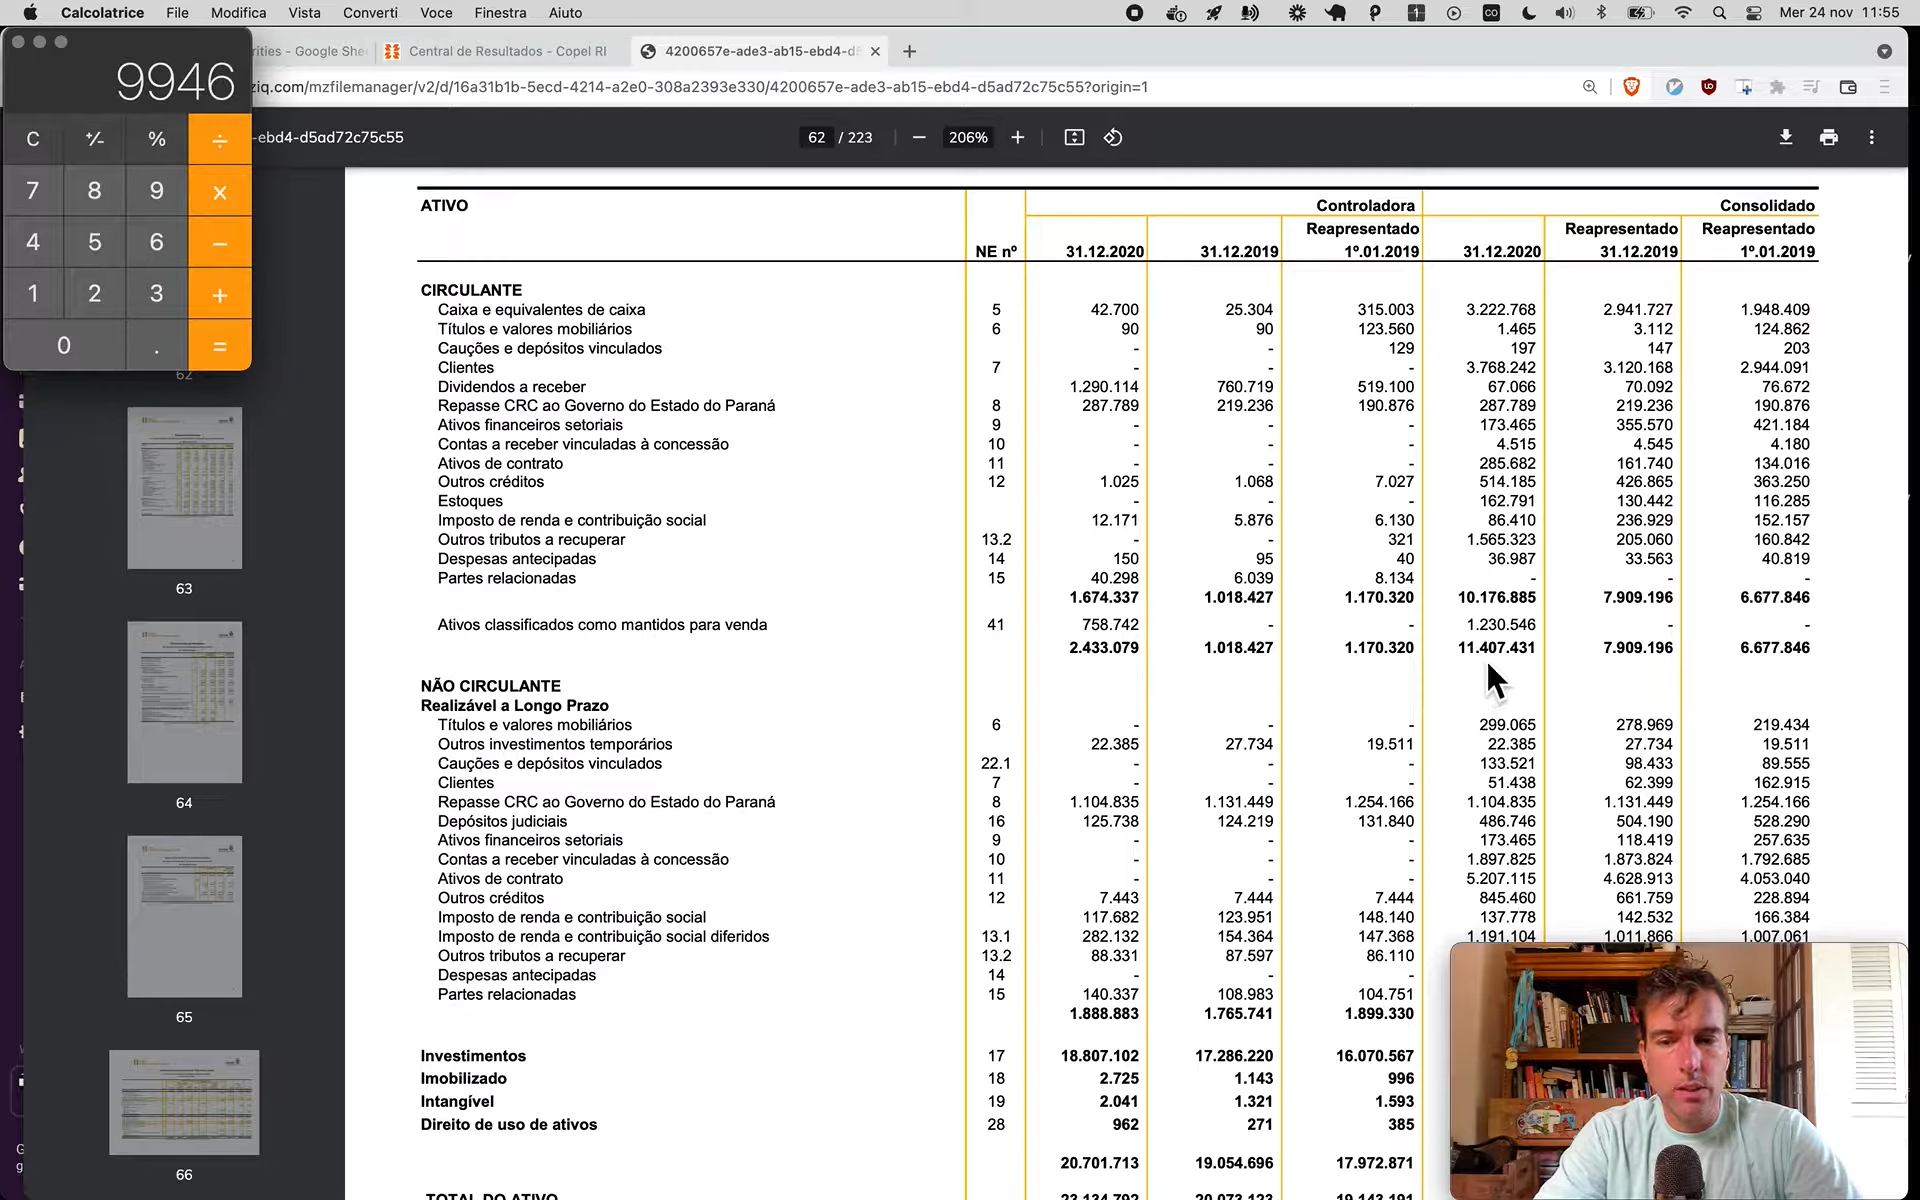 Calcolatrice File Modifica Vista Converti Voce Finestra Aiuto Mer 24 nov 11:55
rities - Google She Central de Resultados - Copel RI 4200657e-ade3-ab15-ebd4-d5
ziq.com/mzfilemanager/v2/d/16a31b1b-5ecd-4214-a2e0-308a2393e330/4200657e-ade3-ab15-ebd4-d5ad72c75c55?origin=1
9946
C +/- % ÷
7 8 9 x
4 5 6 −
1 2 3 +
0 . =
-ebd4-d5ad72c75c55 62 / 223 − 206% +
62
63
64
65
66
ATIVO Controladora Consolidado
Reapresentado Reapresentado Reapresentado
NE nº 31.12.2020 31.12.2019 1º.01.2019 31.12.2020 31.12.2019 1º.01.2019
CIRCULANTE
Caixa e equivalentes de caixa 5 42.700 25.304 315.003 3.222.768 2.941.727 1.948.409
Títulos e valores mobiliários 6 90 90 123.560 1.465 3.112 124.862
Cauções e depósitos vinculados - - 129 197 147 203
Clientes 7 - - - 3.768.242 3.120.168 2.944.091
Dividendos a receber 1.290.114 760.719 519.100 67.066 70.092 76.672
Repasse CRC ao Governo do Estado do Paraná 8 287.789 219.236 190.876 287.789 219.236 190.876
Ativos financeiros setoriais 9 - - - 173.465 355.570 421.184
Contas a receber vinculadas à concessão 10 - - - 4.515 4.545 4.180
Ativos de contrato 11 - - - 285.682 161.740 134.016
Outros créditos 12 1.025 1.068 7.027 514.185 426.865 363.250
Estoques - - - 162.791 130.442 116.285
Imposto de renda e contribuição social 12.171 5.876 6.130 86.410 236.929 152.157
Outros tributos a recuperar 13.2 - - 321 1.565.323 205.060 160.842
Despesas antecipadas 14 150 95 40 36.987 33.563 40.819
Partes relacionadas 15 40.298 6.039 8.134 - - -
1.674.337 1.018.427 1.170.320 10.176.885 7.909.196 6.677.846
Ativos classificados como mantidos para venda 41 758.742 - - 1.230.546 - -
2.433.079 1.018.427 1.170.320 11.407.431 7.909.196 6.677.846
NÃO CIRCULANTE
Realizável a Longo Prazo
Títulos e valores mobiliários 6 - - - 299.065 278.969 219.434
Outros investimentos temporários 22.385 27.734 19.511 22.385 27.734 19.511
Cauções e depósitos vinculados 22.1 - - - 133.521 98.433 89.555
Clientes 7 - - - 51.438 62.399 162.915
Repasse CRC ao Governo do Estado do Paraná 8 1.104.835 1.131.449 1.254.166 1.104.835 1.131.449 1.254.166
Depósitos judiciais 16 125.738 124.219 131.840 486.746 504.190 528.290
Ativos financeiros setoriais 9 - - - 173.465 118.419 257.635
Contas a receber vinculadas à concessão 10 - - - 1.897.825 1.873.824 1.792.685
Ativos de contrato 11 - - - 5.207.115 4.628.913 4.053.040
Outros créditos 12 7.443 7.444 7.444 845.460 661.759 228.894
Imposto de renda e contribuição social 117.682 123.951 148.140 137.778 142.532 166.384
Imposto de renda e contribuição social diferidos 13.1 282.132 154.364 147.368 1.191.104 1.011.866 1.007.061
Outros tributos a recuperar 13.2 88.331 87.597 86.110
Despesas antecipadas 14 - - -
Partes relacionadas 15 140.337 108.983 104.751
1.888.883 1.765.741 1.899.330
Investimentos 17 18.807.102 17.286.220 16.070.567
Imobilizado 18 2.725 1.143 996
Intangível 19 2.041 1.321 1.593
Direito de uso de ativos 28 962 271 385
20.701.713 19.054.696 17.972.871
TOTAL DO ATIVO 23.134.792 20.073.123 19.143.191